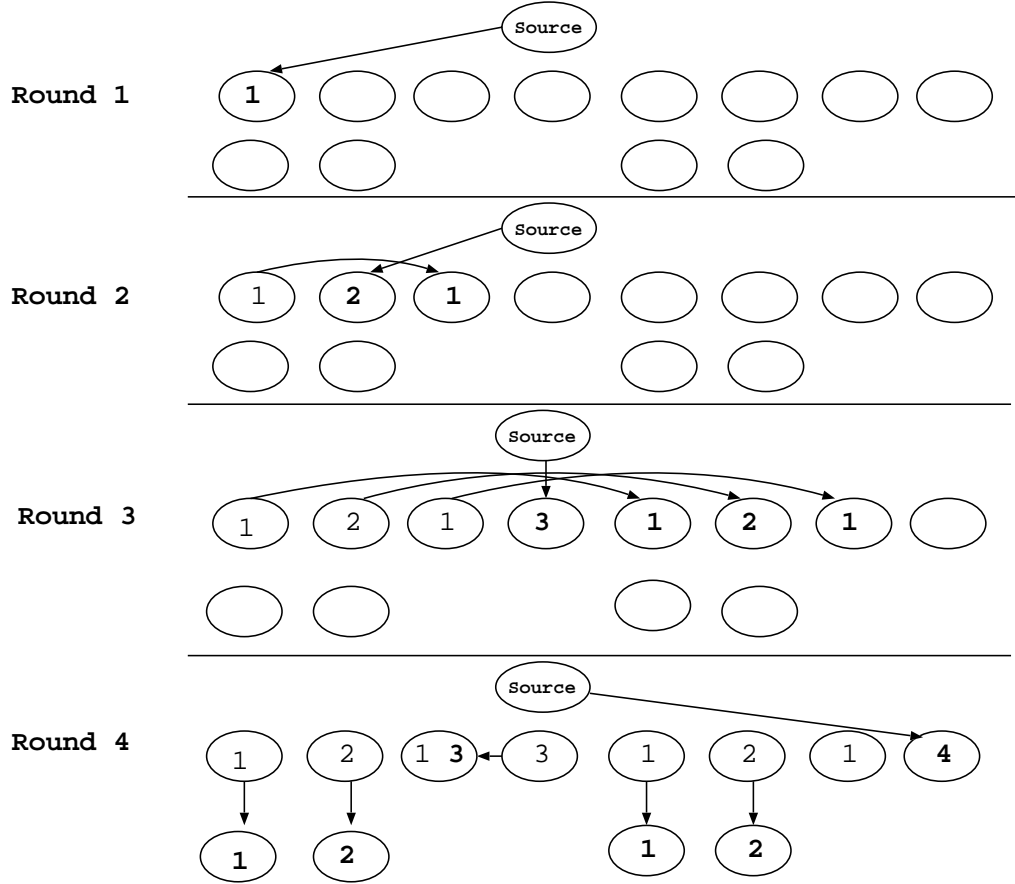 Source
Round 1 1
Source
Round 2 1 2 1
Source
Round 3 1 2 1 3 1 2 1
Source
Round 4 1 2 1 3 3 1 2 1 4
1 2 1 2